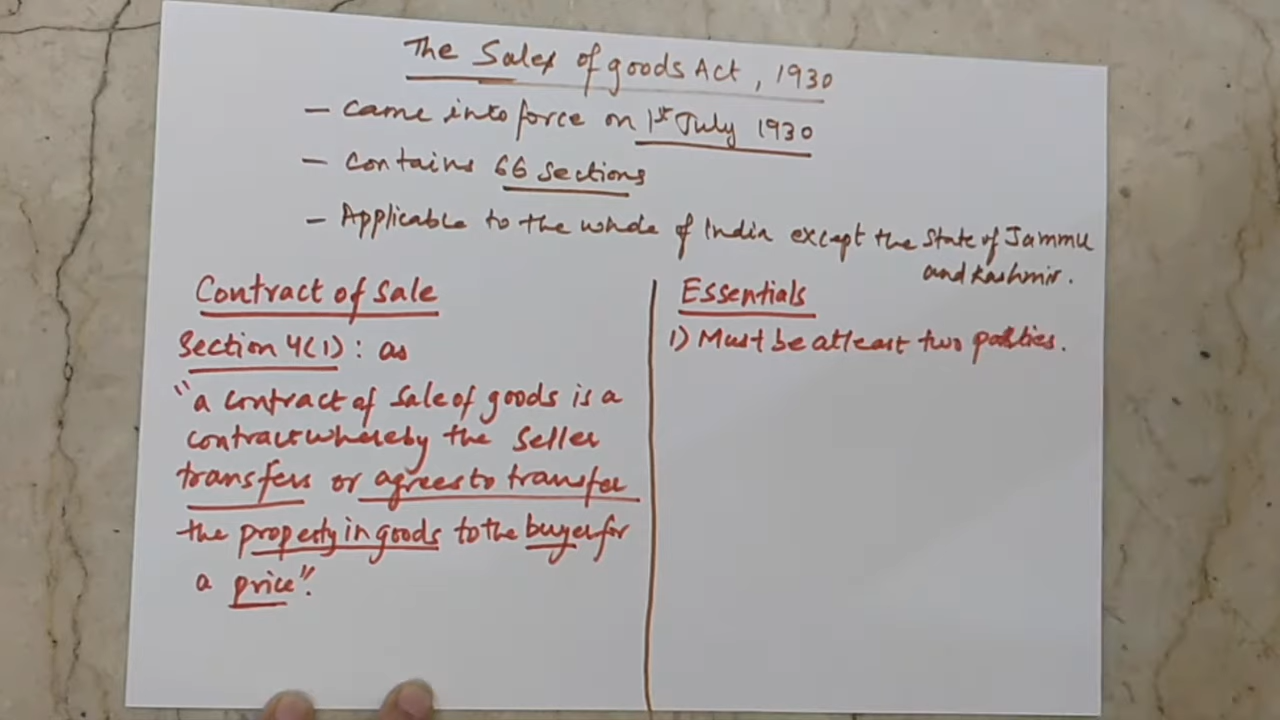 The Sales of goods Act, 1930
- came into force on 1st July 1930
- contains 66 sections
- Applicable to the whole of India except the State of Jammu
and Kashmir.
Contract of Sale
Section 4(1) : as
"a contract of sale of goods is a
contract whereby the seller
transfers or agrees to transfer
the property in goods to the buyer for
a price".
Essentials
1) Must be atleast two parties.